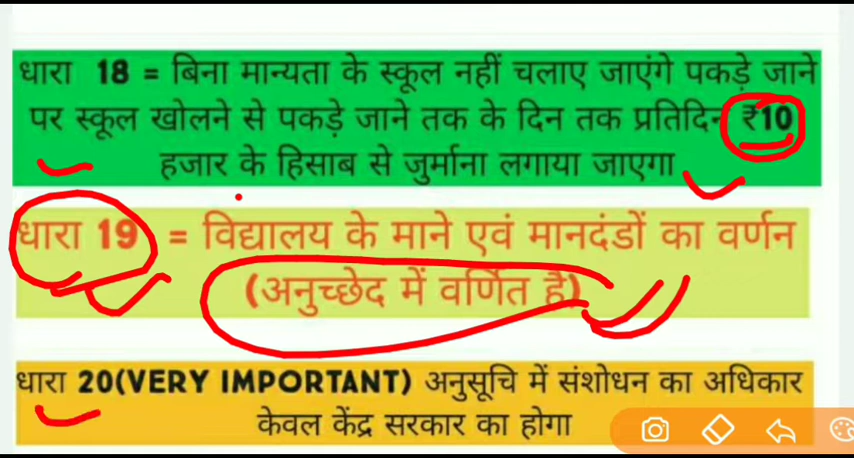 धारा 18 = बिना मान्यता के स्कूल नहीं चलाए जाएंगे पकड़े जाने
पर स्कूल खोलने से पकड़े जाने तक के दिन तक प्रतिदिन ₹10
हजार के हिसाब से जुर्माना लगाया जाएगा
धारा 19 = विद्यालय के माने एवं मानदंडों का वर्णन
(अनुच्छेद में वर्णित है)
धारा 20(VERY IMPORTANT) अनुसूचि में संशोधन का अधिकार
केवल केंद्र सरकार का होगा